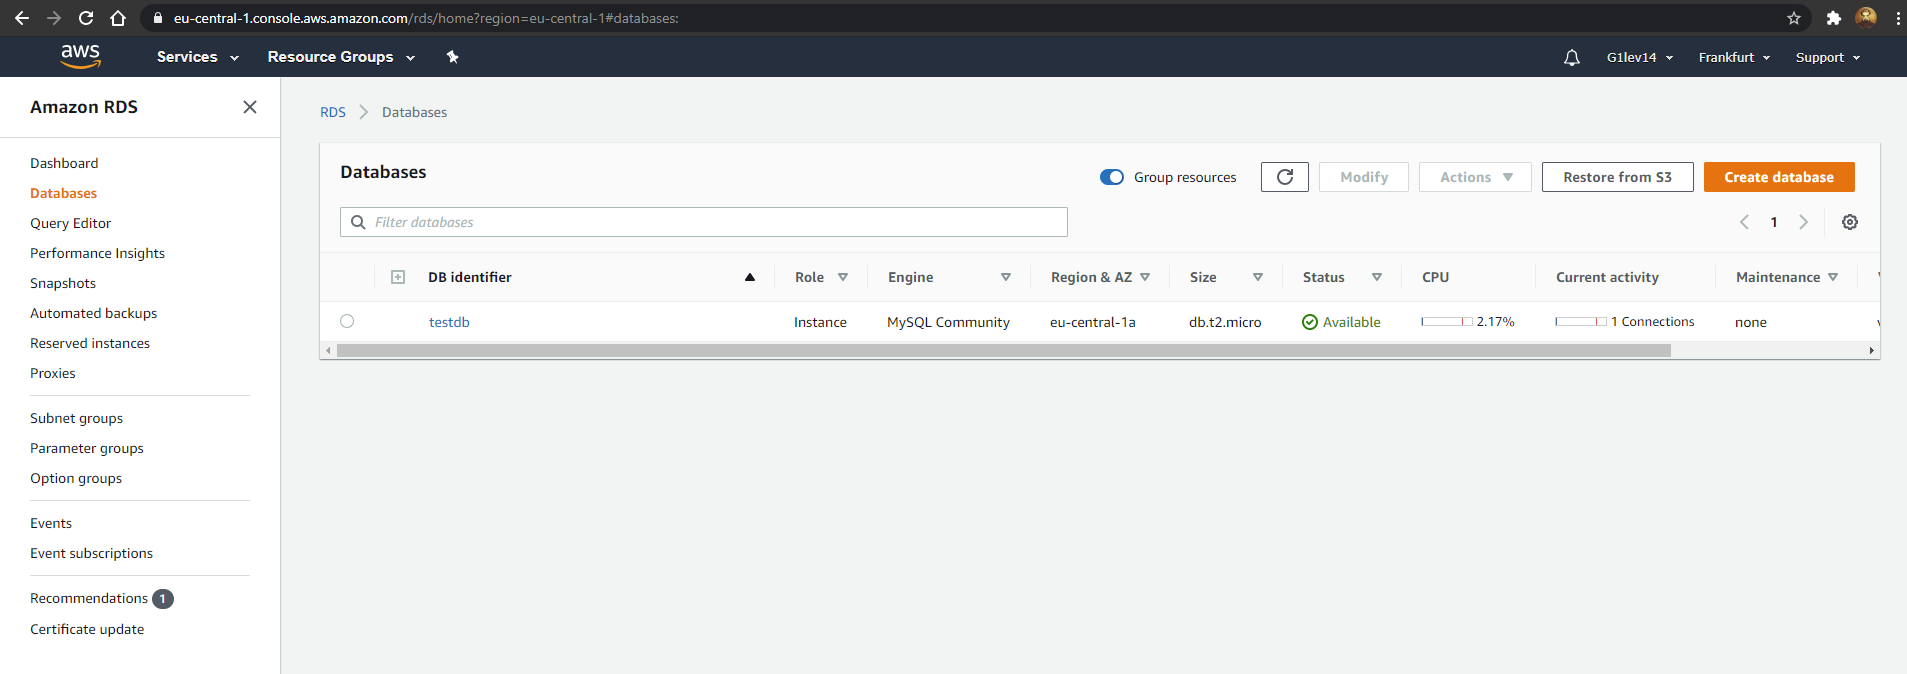 eu-central-1.console.aws.amazon.com/rds/home?region=eu-central-1#databases:
aws Services Resource Groups G1lev14 Frankfurt Support
Amazon RDS
Dashboard
Databases
Query Editor
Performance Insights
Snapshots
Automated backups
Reserved instances
Proxies
Subnet groups
Parameter groups
Option groups
Events
Event subscriptions
Recommendations 1
Certificate update
RDS Databases
Databases Group resources Modify Actions Restore from S3 Create database
Filter databases 1
DB identifier Role Engine Region & AZ Size Status CPU Current activity Maintenance
testdb Instance MySQL Community eu-central-1a db.t2.micro Available 2.17% 1 Connections none